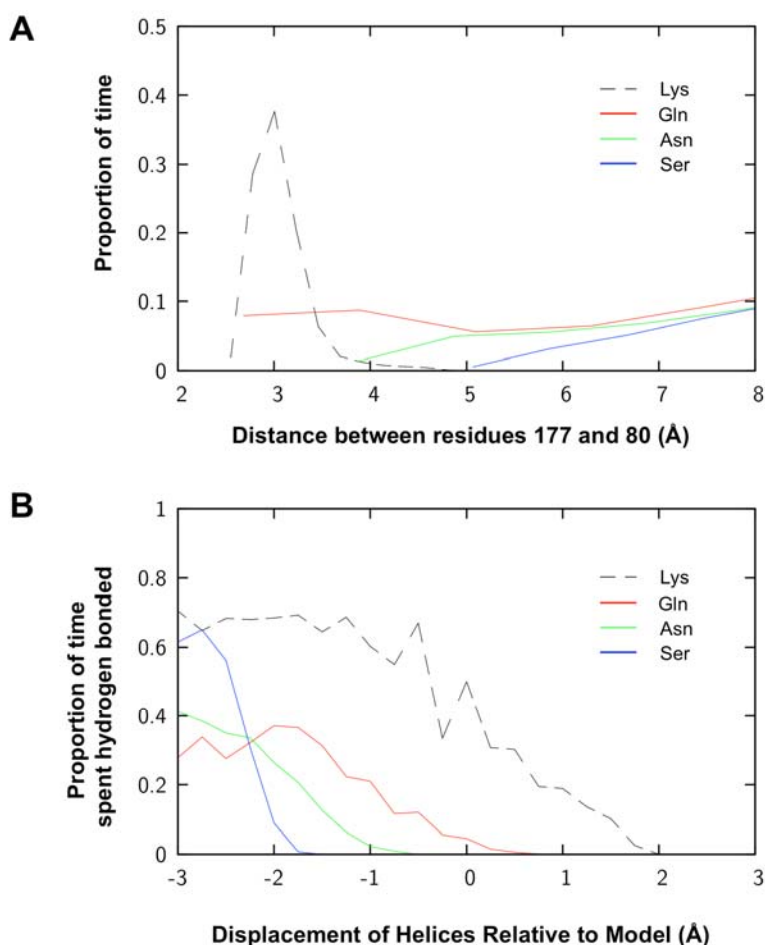 A
0.5
0.4
0.3
0.2
0.1
0
Proportion of time
Lys
Gln
Asn
Ser
2 3 4 5 6 7 8
Distance between residues 177 and 80 (Å)
B
1
0.8
0.6
0.4
0.2
0
Proportion of time
spent hydrogen bonded
Lys
Gln
Asn
Ser
-3 -2 -1 0 1 2 3
Displacement of Helices Relative to Model (Å)